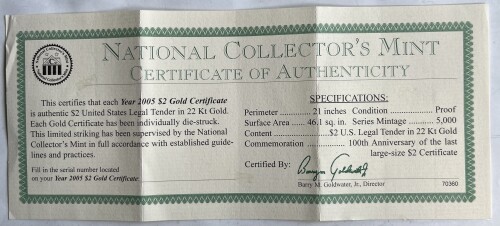 NATIONAL COLLECTOR'S MINT
CERTIFICATE OF AUTHENTICITY
This certifies that each Year 2005 $2 Gold Certificate
is authentic $2 United States Legal Tender in 22 Kt Gold.
Each Gold Certificate has been individually die-struck.
This limited striking has been supervised by the National
Collector's Mint in full accordance with established guide-
lines and practices.
Fill in the serial number located
on your Year 2005 $2 Gold Certificate:
SPECIFICATIONS:
Perimeter ............ 21 inches Condition ........ Proof
Surface Area ...... 46.1 sq. in. Series Mintage ...... 5,000
Content ................$2 U.S. Legal Tender in 22 Kt Gold
Commemoration ............ 100th Anniversary of the last
large-size $2 Certificate
Certified By:
Barry M. Goldwater, Jr., Director
70360